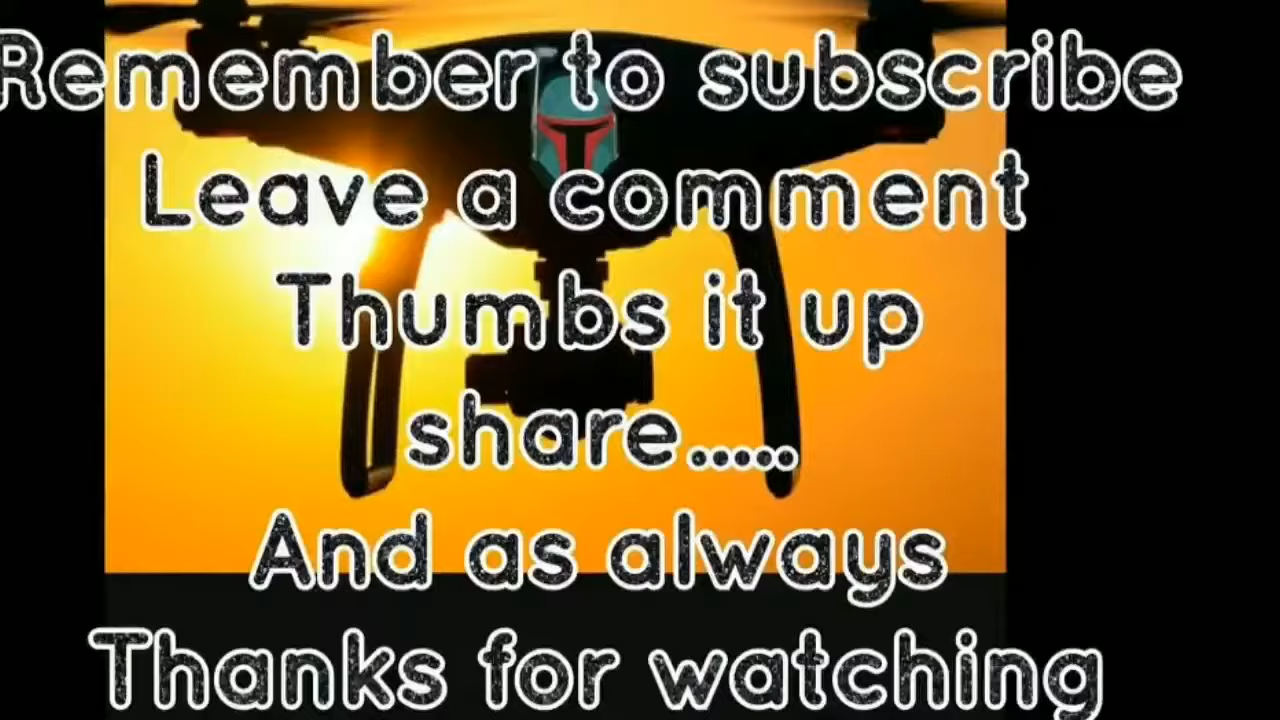 Remember to subscribe
Leave a comment
Thumbs it up
share.....
And as always
Thanks for watching